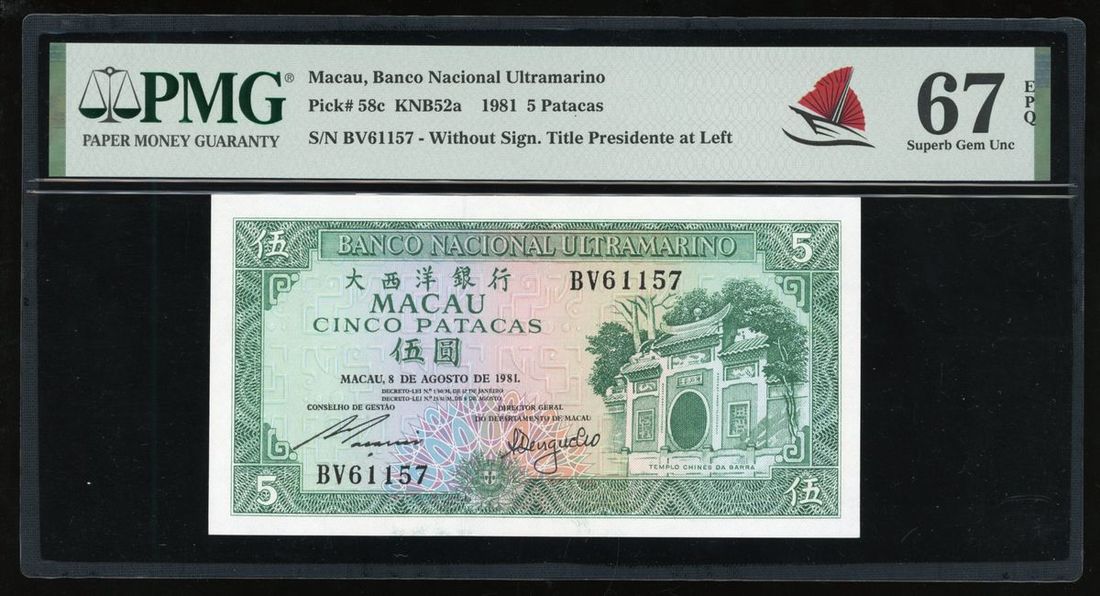 PMG®
PAPER MONEY GUARANTY
Macau, Banco Nacional Ultramarino
Pick# 58c KNB52a 1981 5 Patacas
S/N BV61157 - Without Sign. Title Presidente at Left
67
EPQ
Superb Gem Unc
伍
BANCO NACIONAL ULTRAMARINO
5
大西洋銀行
BV61157
MACAU
CINCO PATACAS
伍圓
MACAU, 8 DE AGOSTO DE 1981.
CONSELHO DE GESTÃO
DIRECTOR GERAL
DO DEPARTAMENTO DE MACAU
TEMPLO CHINÊS DA BARRA
BV61157
5
伍